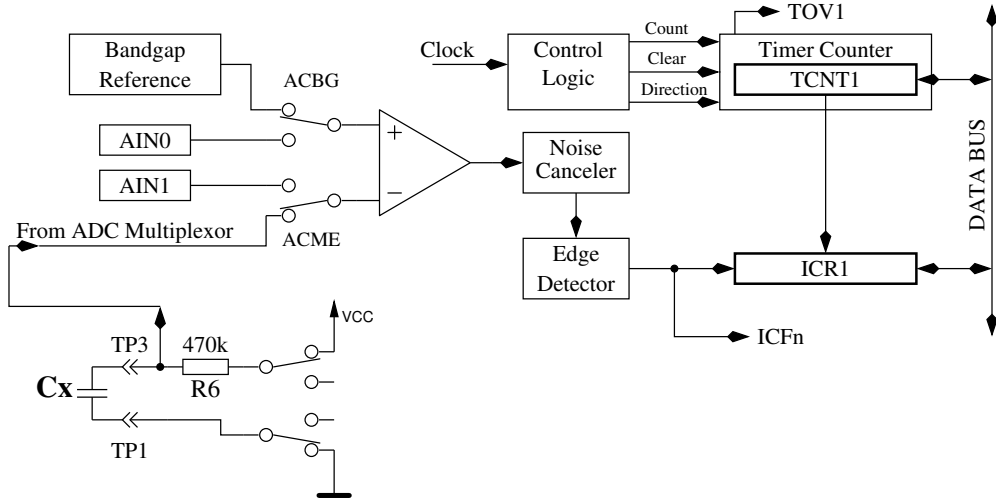 TOV1
Bandgap
Reference
ACBG
Clock
Control
Logic
Count
Clear
Direction
Timer Counter
TCNT1
AIN0
AIN1
+
−
Noise
Canceler
DATA BUS
From ADC Multiplexor
ACME
Edge
Detector
ICR1
ICFn
VCC
TP3
470k
R6
Cx
TP1